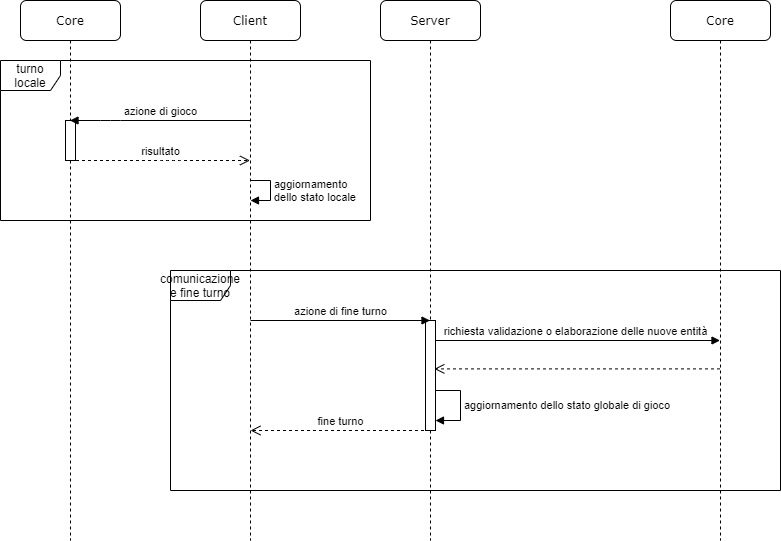 Core
Client
Server
Core
turno
locale
azione di gioco
risultato
aggiornamento
dello stato locale
comunicazione
e fine turno
azione di fine turno
richiesta validazione o elaborazione delle nuove entità
aggiornamento dello stato globale di gioco
fine turno